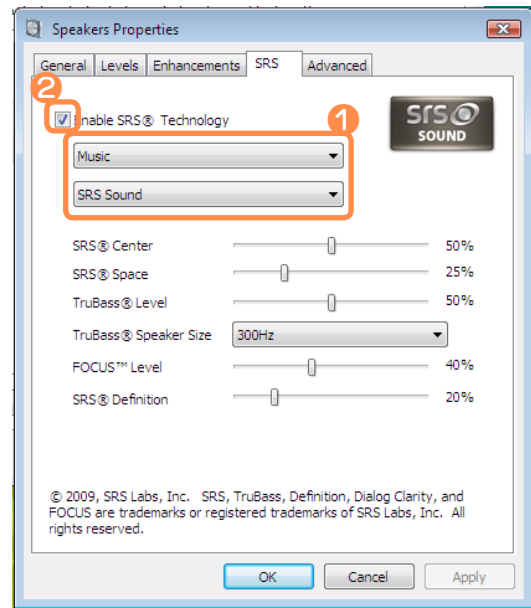 Speakers Properties
General Levels Enhancements SRS Advanced
2
Enable SRS® Technology
1
SRS
SOUND
Music
SRS Sound
SRS® Center 50%
SRS® Space 25%
TruBass® Level 50%
TruBass® Speaker Size 300Hz
FOCUS™ Level 40%
SRS® Definition 20%
© 2009, SRS Labs, Inc. SRS, TruBass, Definition, Dialog Clarity, and
FOCUS are trademarks or registered trademarks of SRS Labs, Inc. All
rights reserved.
OK Cancel Apply